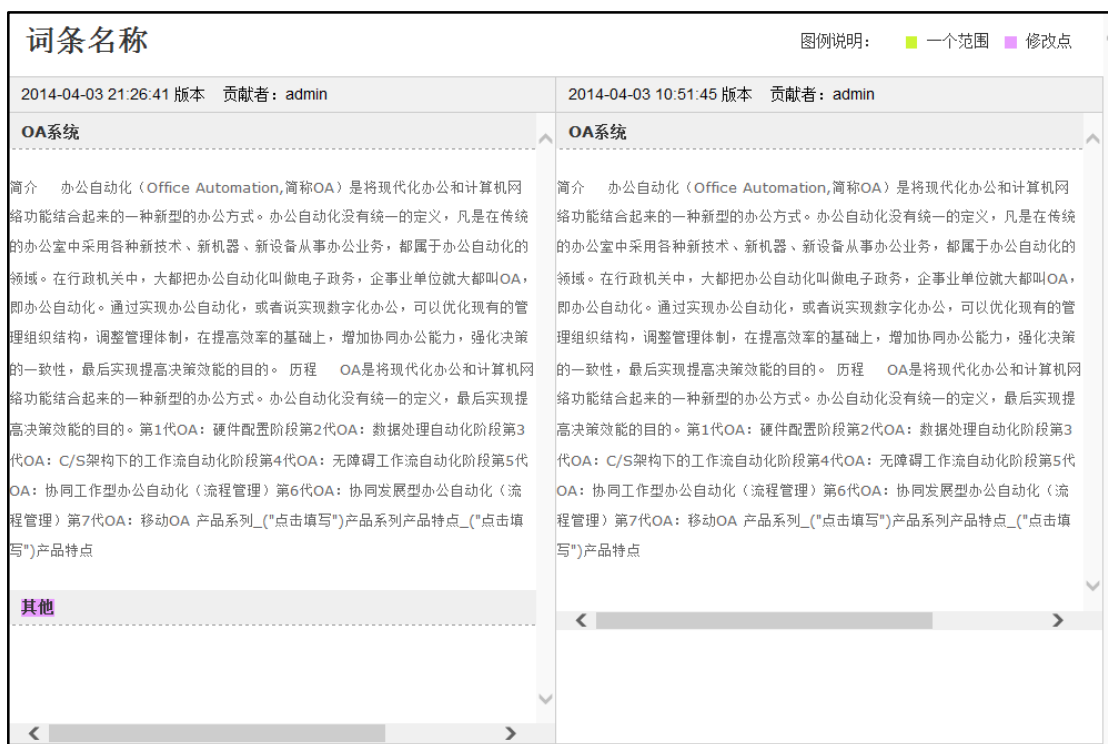 词条名称
图例说明： 一个范围 修改点
2014-04-03 21:26:41 版本 贡献者：admin
OA系统
简介 办公自动化（Office Automation,简称OA）是将现代化办公和计算机网
络功能结合起来的一种新型的办公方式。办公自动化没有统一的定义，凡是在传统
的办公室中采用各种新技术、新机器、新设备从事办公业务，都属于办公自动化的
领域。在行政机关中，大都把办公自动化叫做电子政务，企事业单位就大都叫OA，
即办公自动化。通过实现办公自动化，或者说实现数字化办公，可以优化现有的管
理组织结构，调整管理体制，在提高效率的基础上，增加协同办公能力，强化决策
的一致性，最后实现提高决策效能的目的。 历程 OA是将现代化办公和计算机网
络功能结合起来的一种新型的办公方式。办公自动化没有统一的定义，最后实现提
高决策效能的目的。第1代OA：硬件配置阶段第2代OA：数据处理自动化阶段第3
代OA：C/S架构下的工作流自动化阶段第4代OA：无障碍工作流自动化阶段第5代
OA：协同工作型办公自动化（流程管理）第6代OA：协同发展型办公自动化（流
程管理）第7代OA：移动OA 产品系列_("点击填写")产品系列产品特点_("点击填
写")产品特点
其他
2014-04-03 10:51:45 版本 贡献者：admin
OA系统
简介 办公自动化（Office Automation,简称OA）是将现代化办公和计算机网
络功能结合起来的一种新型的办公方式。办公自动化没有统一的定义，凡是在传统
的办公室中采用各种新技术、新机器、新设备从事办公业务，都属于办公自动化的
领域。在行政机关中，大都把办公自动化叫做电子政务，企事业单位就大都叫OA，
即办公自动化。通过实现办公自动化，或者说实现数字化办公，可以优化现有的管
理组织结构，调整管理体制，在提高效率的基础上，增加协同办公能力，强化决策
的一致性，最后实现提高决策效能的目的。 历程 OA是将现代化办公和计算机网
络功能结合起来的一种新型的办公方式。办公自动化没有统一的定义，最后实现提
高决策效能的目的。第1代OA：硬件配置阶段第2代OA：数据处理自动化阶段第3
代OA：C/S架构下的工作流自动化阶段第4代OA：无障碍工作流自动化阶段第5代
OA：协同工作型办公自动化（流程管理）第6代OA：协同发展型办公自动化（流
程管理）第7代OA：移动OA 产品系列_("点击填写")产品系列产品特点_("点击填
写")产品特点